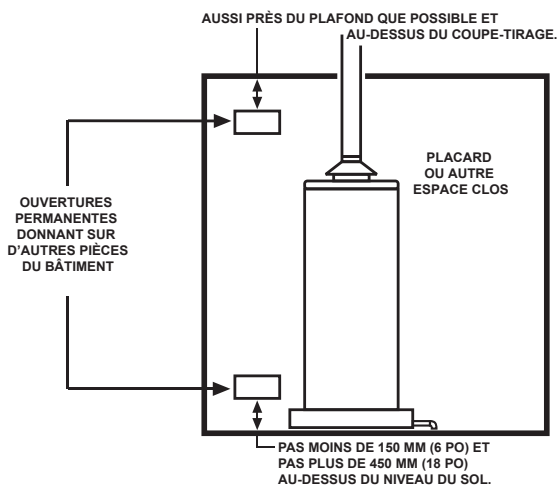 AUSSI PRÈS DU PLAFOND QUE POSSIBLE ET
AU-DESSUS DU COUPE-TIRAGE.
PLACARD
OU AUTRE
ESPACE CLOS
OUVERTURES
PERMANENTES
DONNANT SUR
D'AUTRES PIÈCES
DU BÂTIMENT
PAS MOINS DE 150 MM (6 PO) ET
PAS PLUS DE 450 MM (18 PO)
AU-DESSUS DU NIVEAU DU SOL.